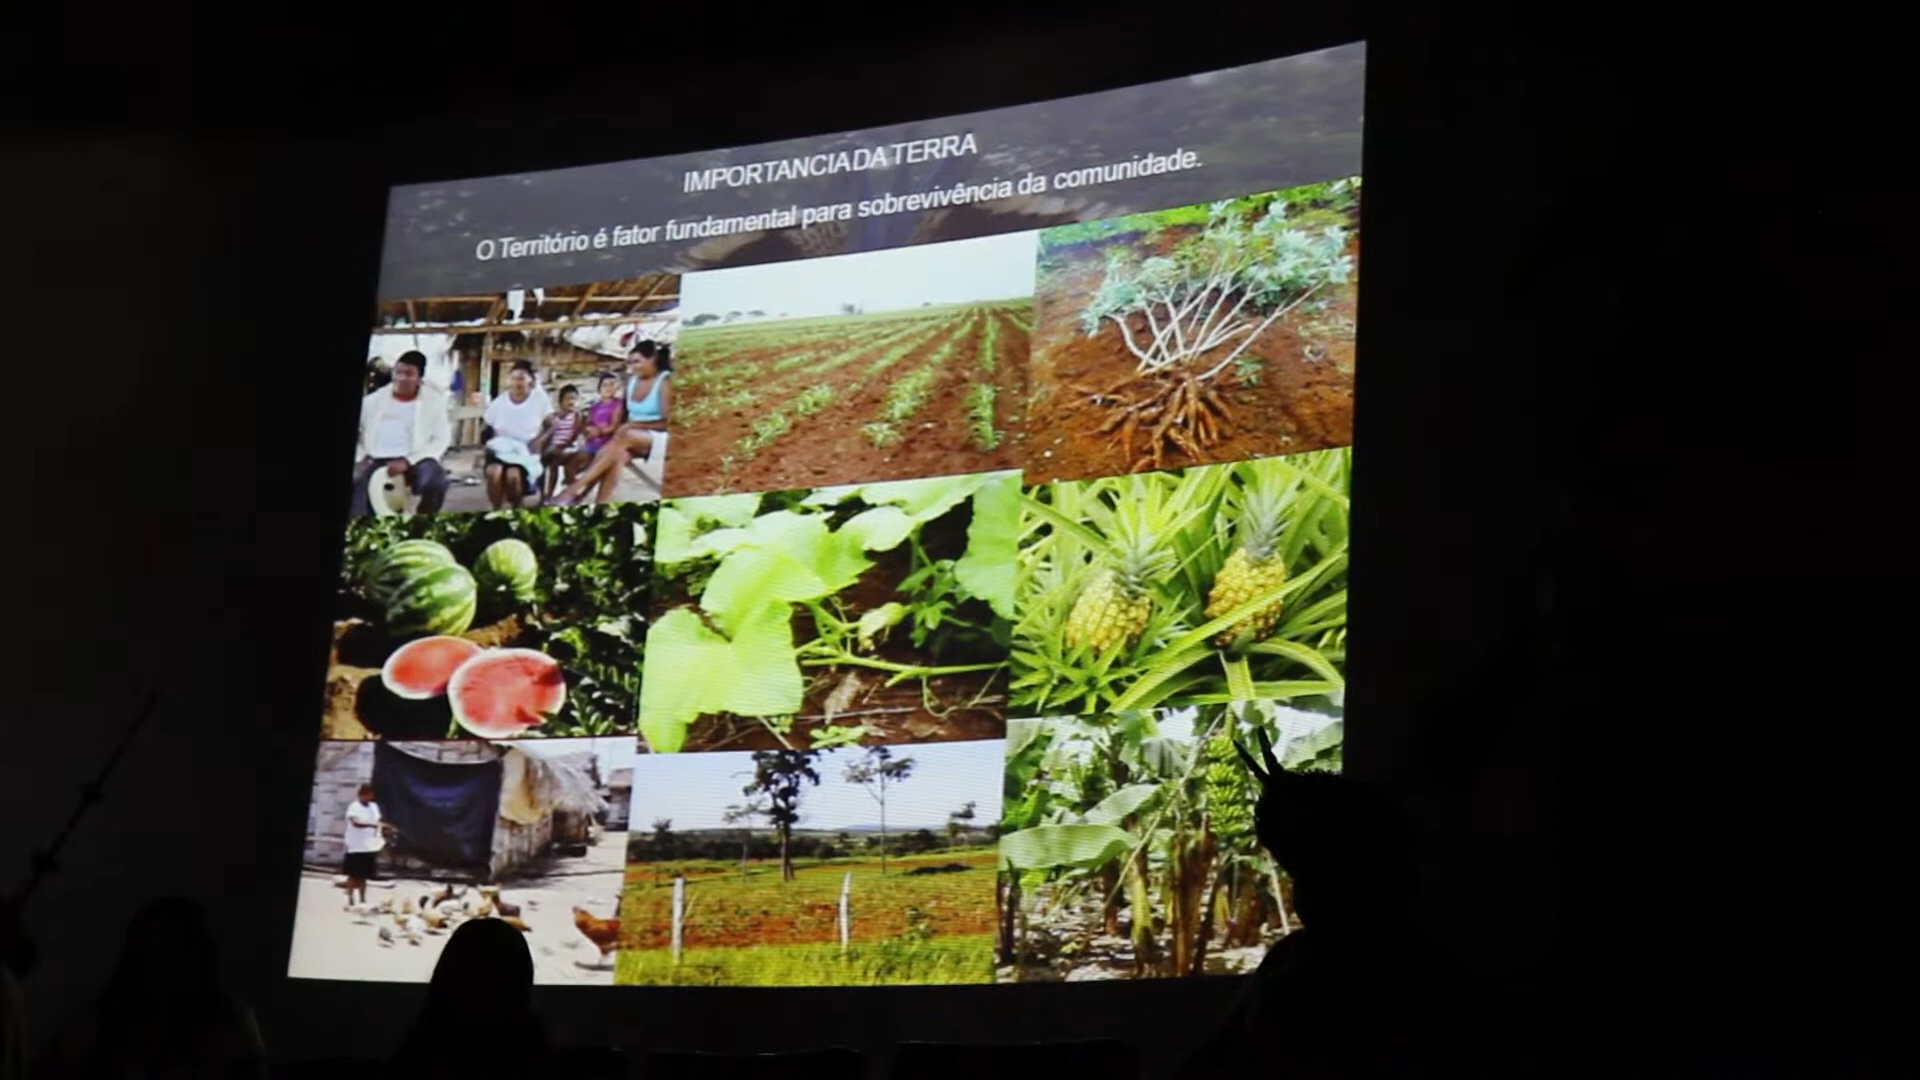 IMPORTANCIA DA TERRA
O Território é fator fundamental para sobrevivência da comunidade.